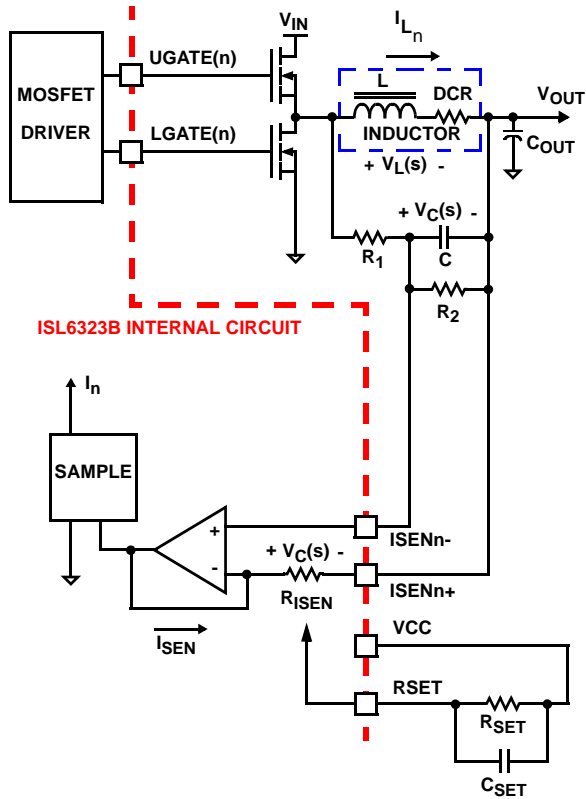 I Ln
VIN
UGATE(n)
MOSFET
DRIVER
L
DCR
VOUT
LGATE(n)
INDUCTOR
COUT
+ VL(s) -
+ VC(s) -
R1
C
R2
ISL6323B INTERNAL CIRCUIT
In
SAMPLE
+
-
+ VC(s) -
ISENn-
RISEN
ISENn+
ISEN
VCC
RSET
RSET
CSET